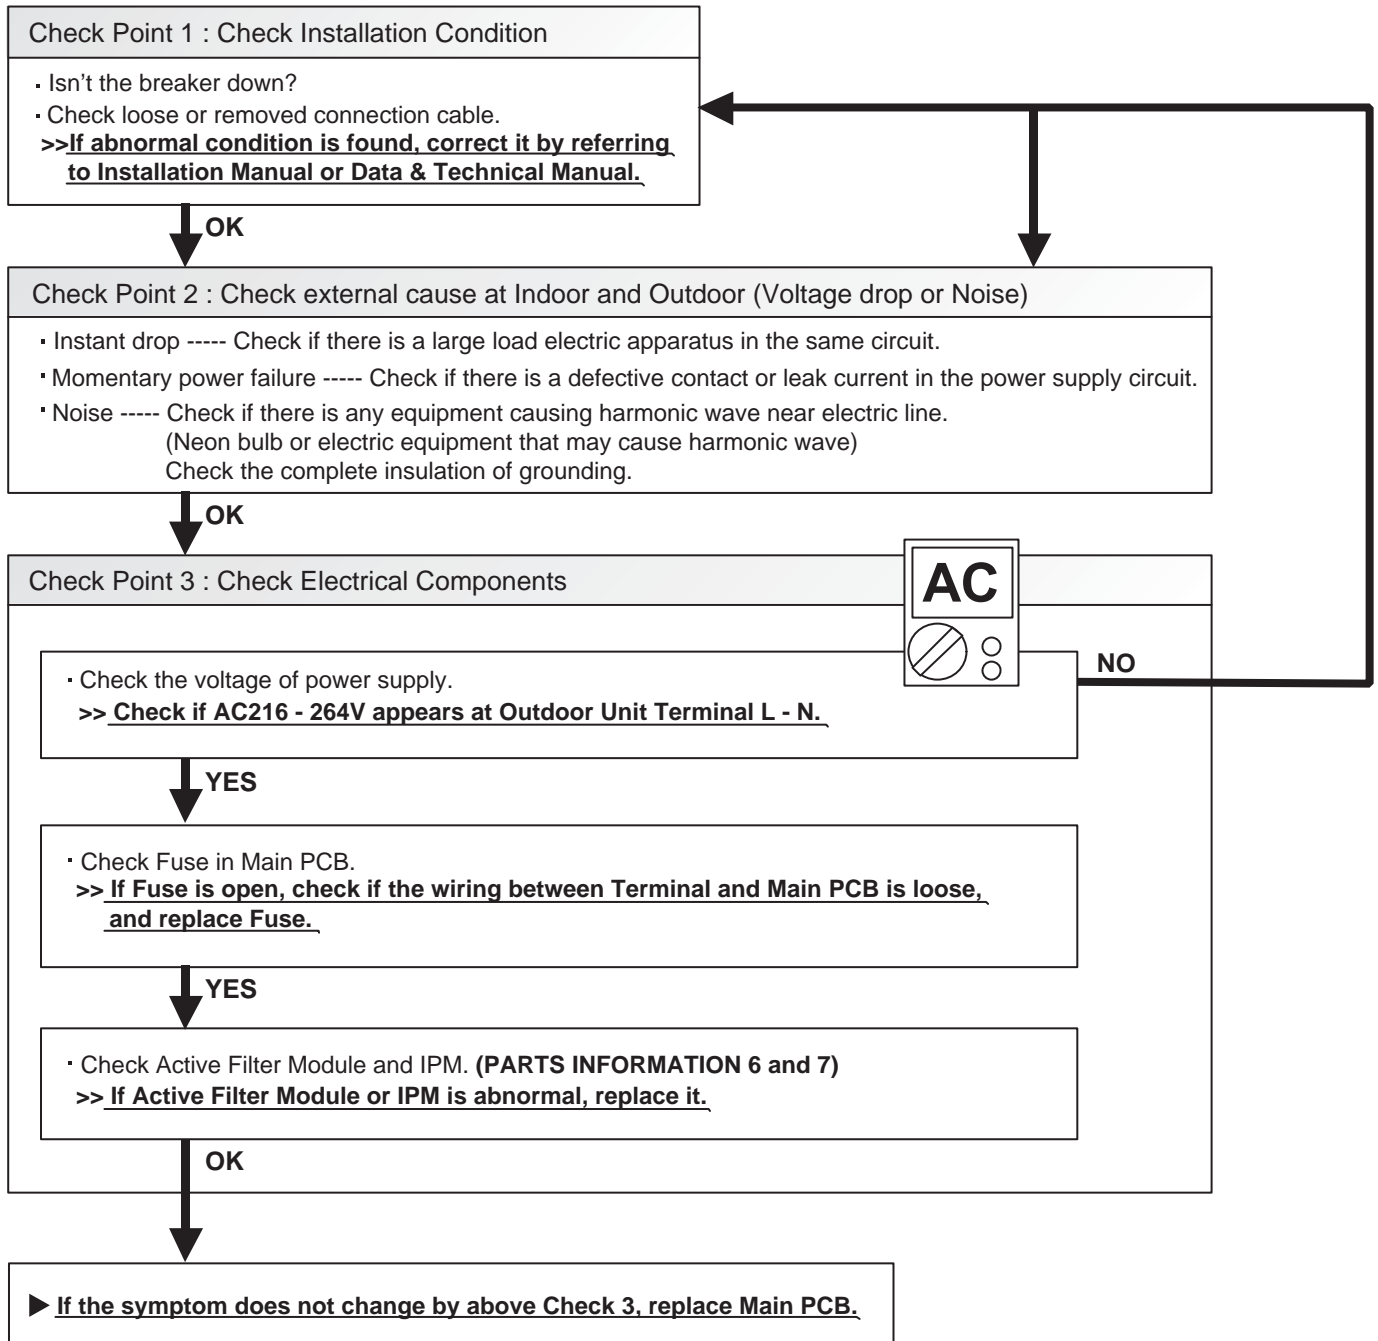 Check Point 1 : Check Installation Condition
· Isn't the breaker down?
· Check loose or removed connection cable.
>>If abnormal condition is found, correct it by referring
to Installation Manual or Data & Technical Manual.
OK
Check Point 2 : Check external cause at Indoor and Outdoor (Voltage drop or Noise)
· Instant drop ----- Check if there is a large load electric apparatus in the same circuit.
· Momentary power failure ----- Check if there is a defective contact or leak current in the power supply circuit.
· Noise ----- Check if there is any equipment causing harmonic wave near electric line.
(Neon bulb or electric equipment that may cause harmonic wave)
Check the complete insulation of grounding.
OK
Check Point 3 : Check Electrical Components
AC
NO
· Check the voltage of power supply.
>> Check if AC216 - 264V appears at Outdoor Unit Terminal L - N.
YES
· Check Fuse in Main PCB.
>> If Fuse is open, check if the wiring between Terminal and Main PCB is loose,
and replace Fuse.
YES
· Check Active Filter Module and IPM. (PARTS INFORMATION 6 and 7)
>> If Active Filter Module or IPM is abnormal, replace it.
OK
▶ If the symptom does not change by above Check 3, replace Main PCB.